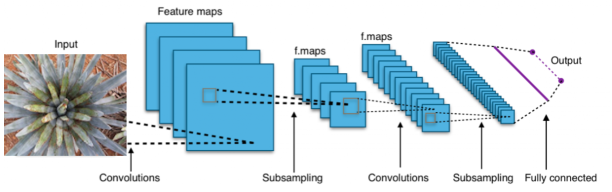 Feature maps
Input
f.maps
f.maps
Output
Convolutions
Subsampling
Convolutions
Subsampling
Fully connected